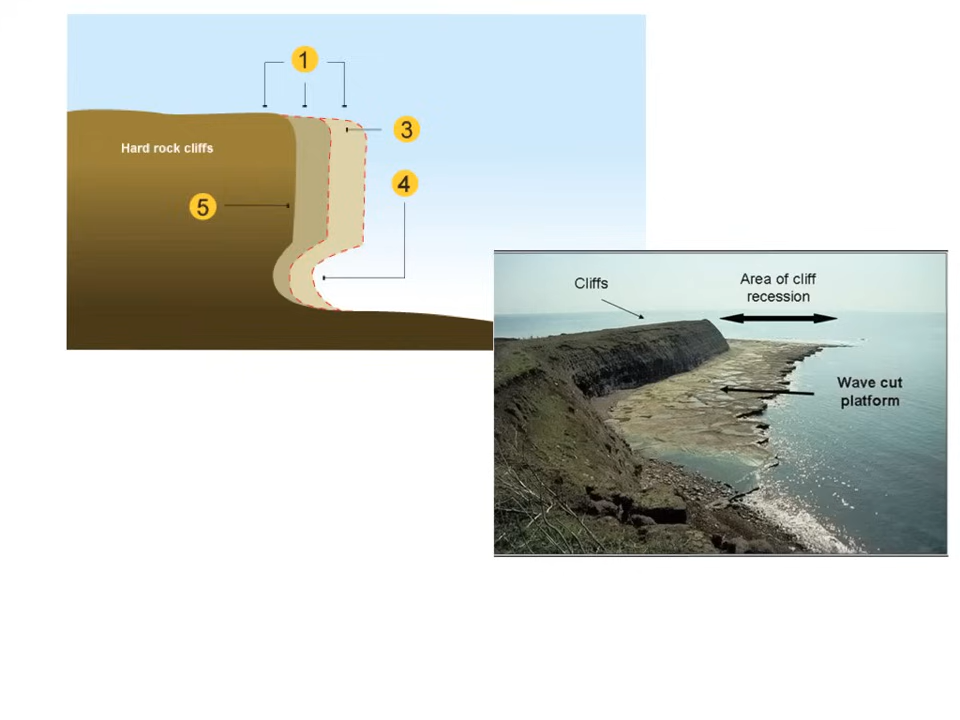 1
3
Hard rock cliffs
4
5
Cliffs
Area of cliff
recession
Wave cut
platform